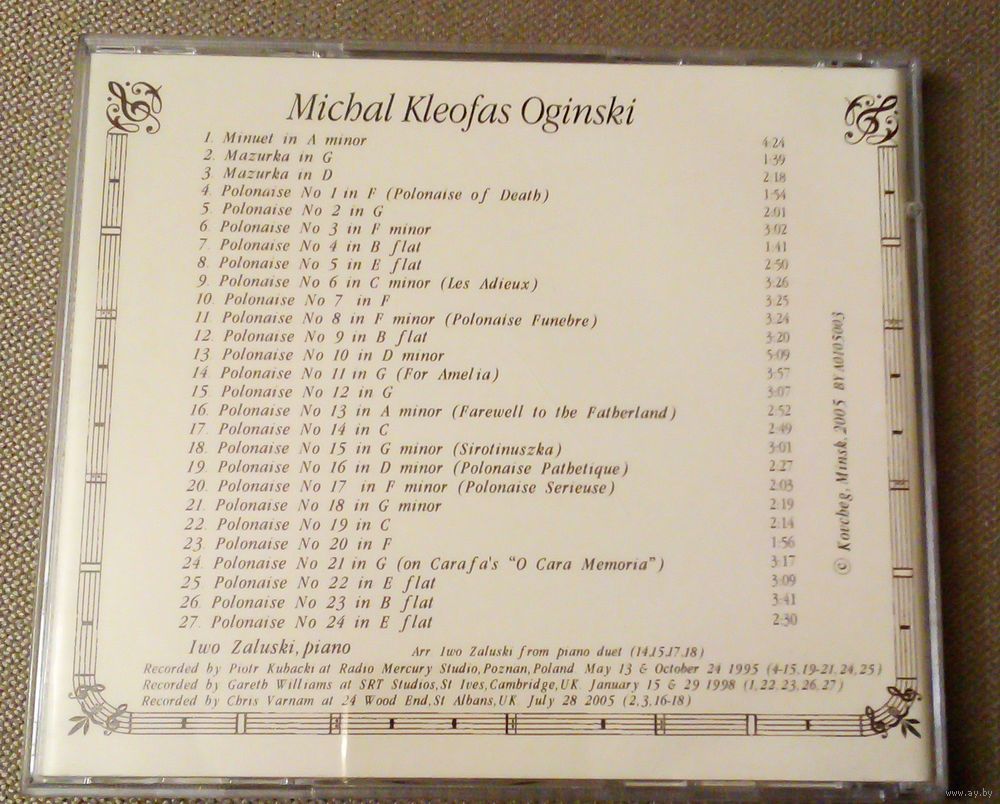 Michal Kleofas Oginski
1. Minuet in A minor 4:24
2. Mazurka in G 1:39
3. Mazurka in D 2:18
4. Polonaise No 1 in F (Polonaise of Death) 1:54
5. Polonaise No 2 in G 2:01
6. Polonaise No 3 in F minor 3:02
7. Polonaise No 4 in B flat 1:41
8. Polonaise No 5 in E flat 2:50
9. Polonaise No 6 in C minor (Les Adieux) 3:26
10. Polonaise No 7 in F 3:25
11. Polonaise No 8 in F minor (Polonaise Funebre) 3:24
12. Polonaise No 9 in B flat 3:20
13. Polonaise No 10 in D minor 5:09
14. Polonaise No 11 in G (For Amelia) 3:57
15. Polonaise No 12 in G 3:07
16. Polonaise No 13 in A minor (Farewell to the Fatherland) 2:52
17. Polonaise No 14 in C 2:49
18. Polonaise No 15 in G minor (Sirotinuszka) 3:01
19. Polonaise No 16 in D minor (Polonaise Pathetique) 2:27
20. Polonaise No 17 in F minor (Polonaise Serieuse) 2:03
21. Polonaise No 18 in G minor 2:19
22. Polonaise No 19 in C 2:14
23. Polonaise No 20 in F 1:56
24. Polonaise No 21 in G (on Carafa's "O Cara Memoria") 3:17
25. Polonaise No 22 in E flat 3:09
26. Polonaise No 23 in B flat 3:41
27. Polonaise No 24 in E flat 2:30
Iwo Zaluski, piano Arr Iwo Zaluski from piano duet (14,15,17,18)
Recorded by Piotr Kubacki at Radio Mercury Studio, Poznan, Poland May 13 & October 24 1995 (4-15, 19-21, 24, 25)
Recorded by Gareth Williams at SRT Studios, St Ives, Cambridge, UK. January 15 & 29 1998 (1, 22, 23, 26, 27)
Recorded by Chris Varnam at 24 Wood End, St Albans, UK July 28 2005 (2, 3, 16-18)
© Kovcheg, Minsk, 2005 BY A0105003
www.ay.by